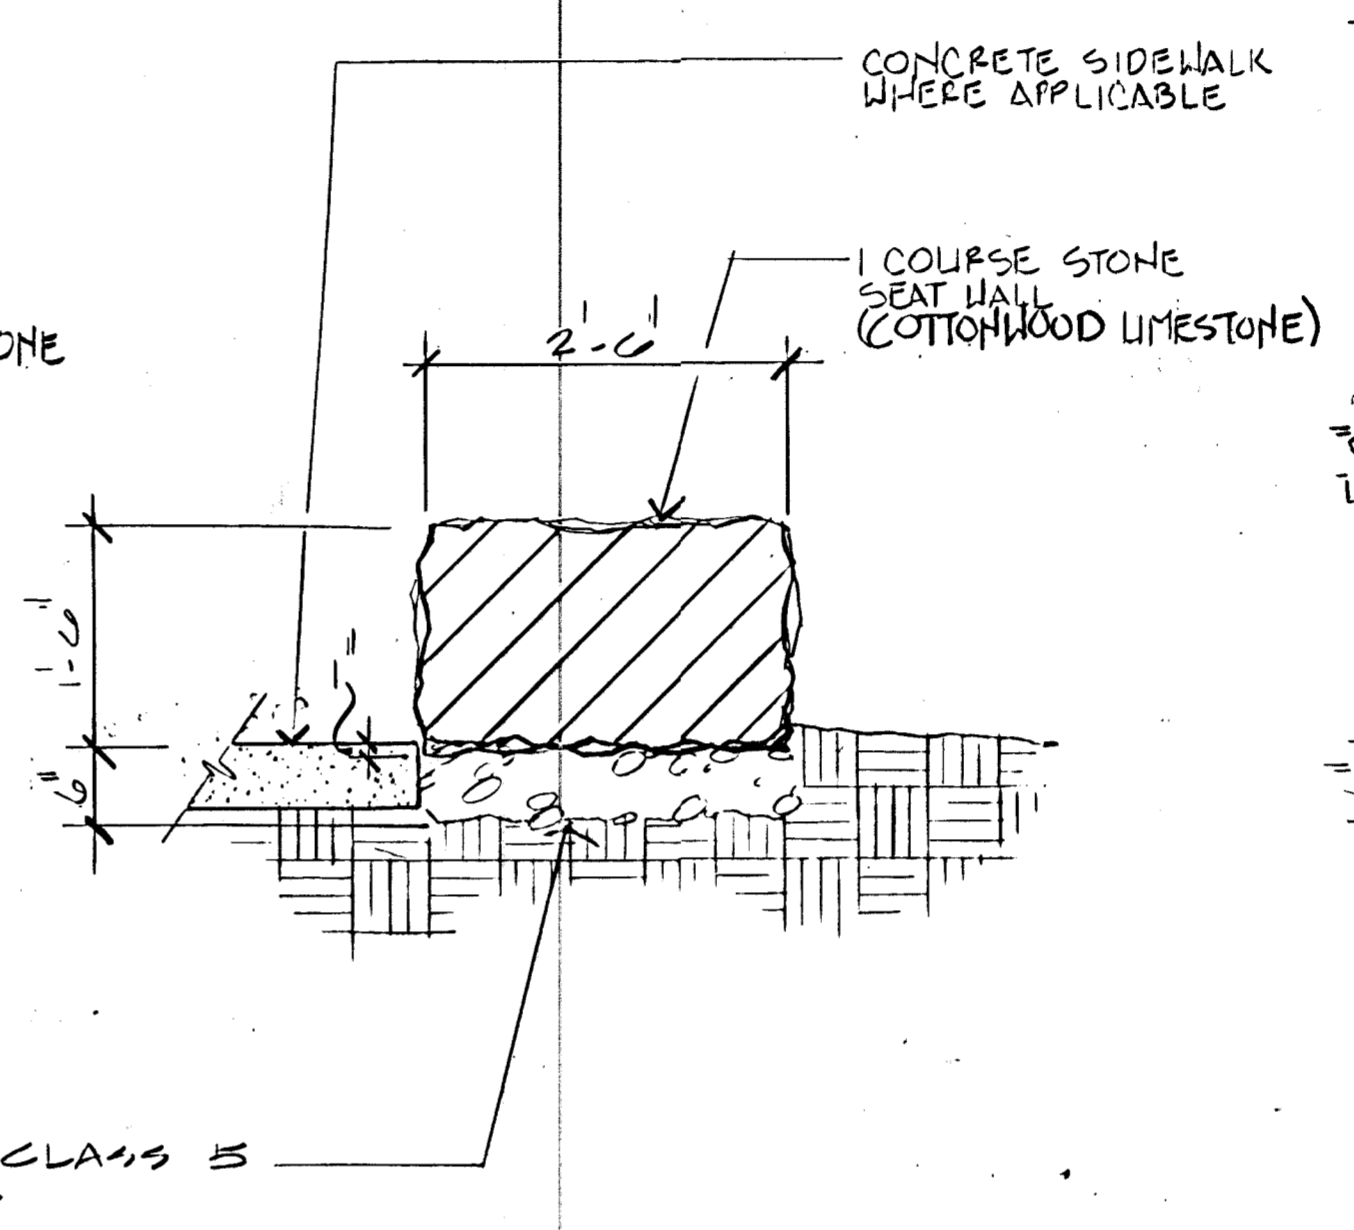 CONCRETE SIDEWALK
WHERE APPLICABLE
1 COURSE STONE
SEAT WALL
(COTTONWOOD LIMESTONE)
ONE
2'-6"
1'-6"
1"
6"
CLASS 5